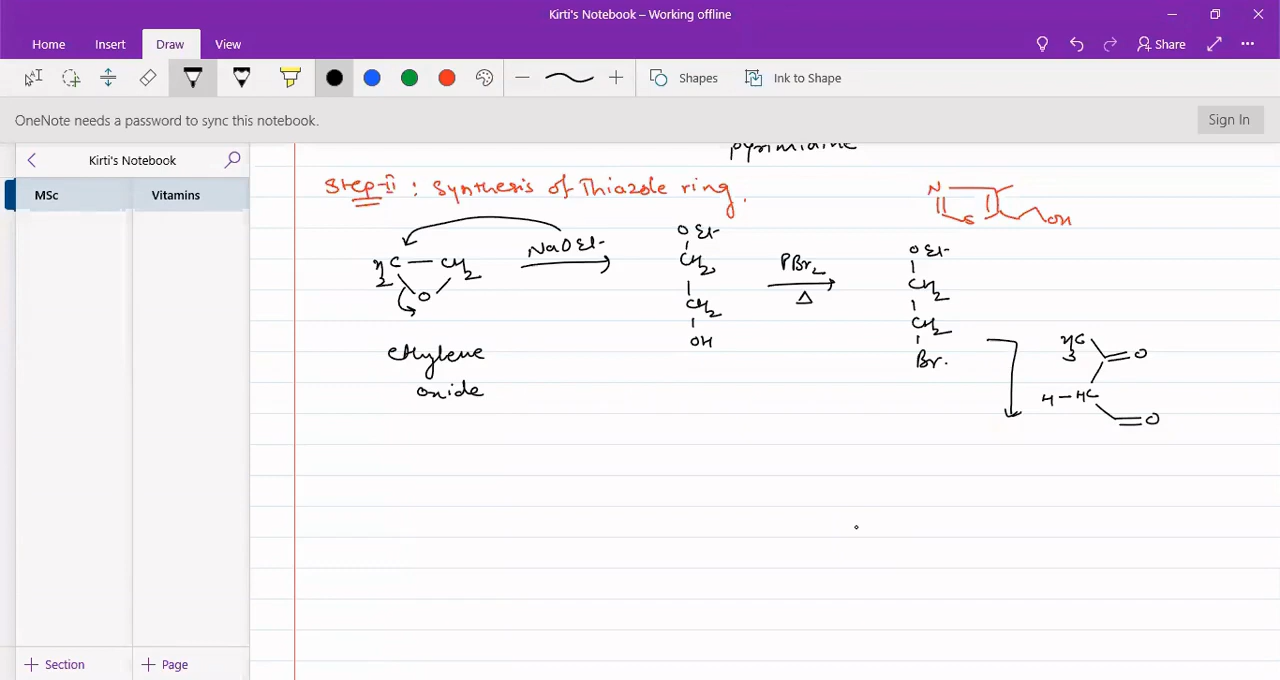 Kirti's Notebook – Working offline
Home Insert Draw View
Share
Shapes Ink to Shape
OneNote needs a password to sync this notebook.
Sign In
Kirti's Notebook
MSc Vitamins
pyrimidine
Step-II : Synthesis of Thiazole ring.
N S OH
H2C — CH2
O
NaOEt
OEt
CH2
CH2
OH
PBr2
Δ
OEt
CH2
CH2
Br.
ethylene
oxide
H3C
O
H–HC
O
Section Page